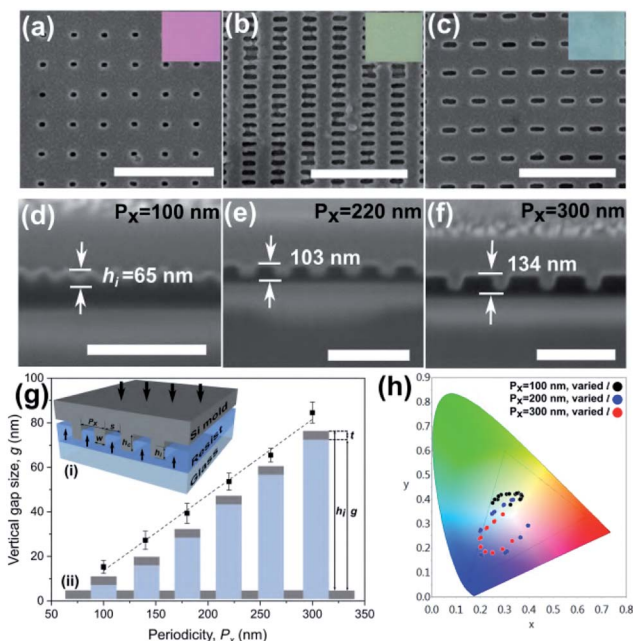 (a)
(b)
(c)
(d)
Px=100 nm
hi=65 nm
(e)
Px=220 nm
103 nm
(f)
Px=300 nm
134 nm
(g)
100
80
60
40
20
0
Vertical gap size, g (nm)
50 100 150 200 250 300 350
Periodicity, Px (nm)
Si mold
Resist
Glass
Px
s
w
hc
hi
(i)
(ii)
t
hi
g
(h)
0.9
0.8
0.7
0.6
0.5
y
0.4
0.3
0.2
0.1
0.0
0.0 0.1 0.2 0.3 0.4 0.5 0.6 0.7 0.8
x
Px=100 nm, varied l
Px=200 nm, varied l
Px=300 nm, varied l